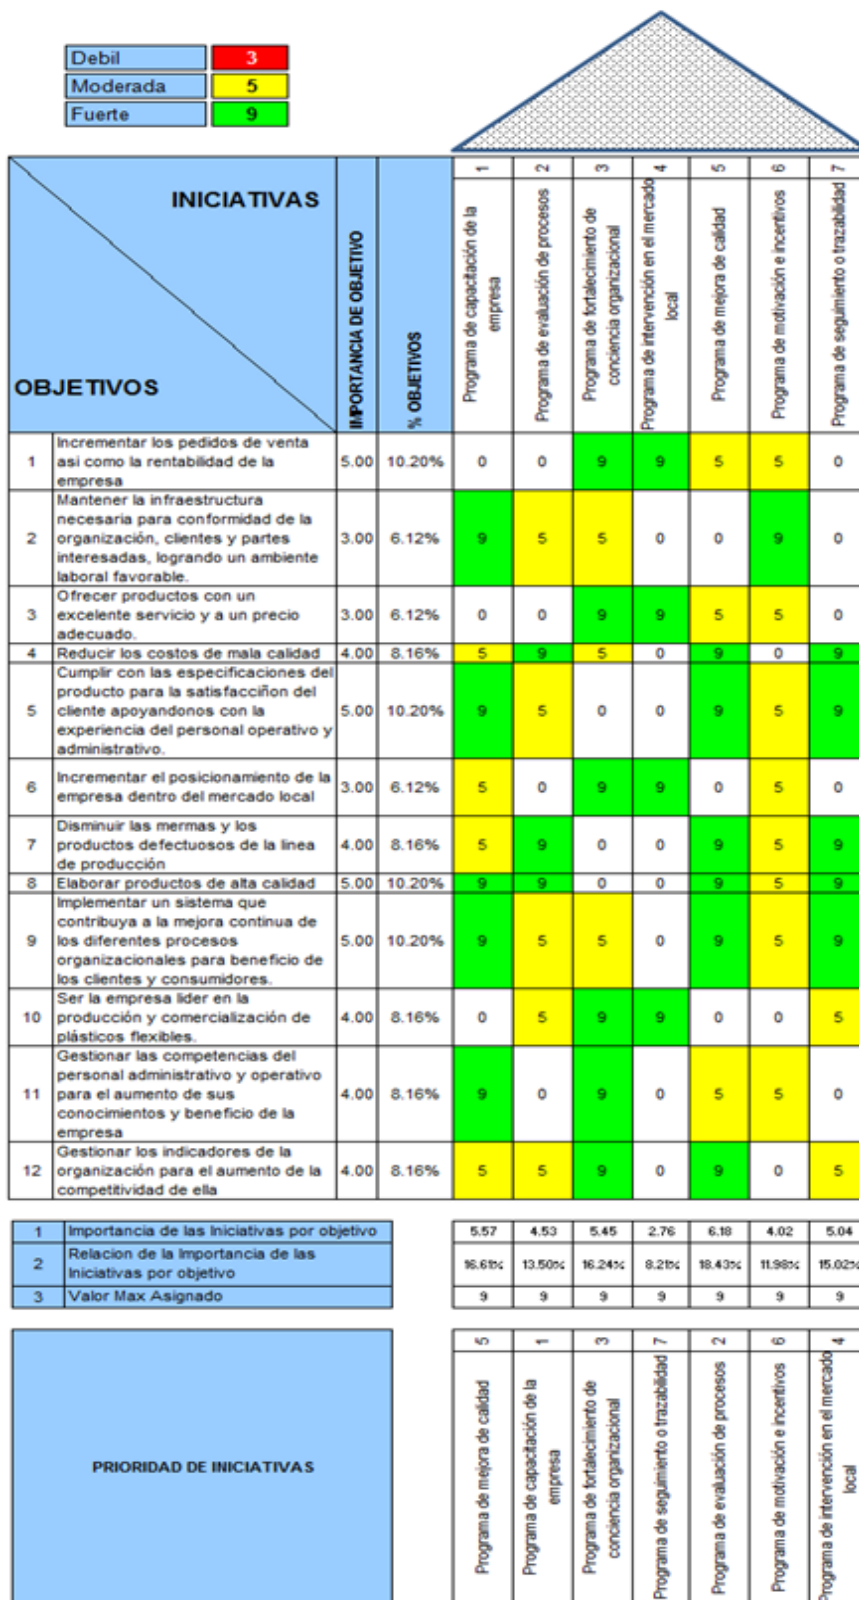 Debil 3
Moderada 5
Fuerte 9
INICIATIVAS
OBJETIVOS
IMPORTANCIA DE OBJETIVO
% OBJETIVOS
1 2 3 4 5 6 7
Programa de capacitación de la
empresa
Programa de evaluación de procesos
Programa de fortalecimiento de
conciencia organizacional
Programa de intervención en el mercado
local
Programa de mejora de calidad
Programa de motivación e incentivos
Programa de seguimiento o trazabilidad
1 Incrementar los pedidos de venta
asi como la rentabilidad de la
empresa
5.00 10.20% 0 0 9 9 5 5 0
2 Mantener la infraestructura
necesaria para conformidad de la
organización, clientes y partes
interesadas, logrando un ambiente
laboral favorable.
3.00 6.12% 9 5 5 0 0 9 0
3 Ofrecer productos con un
excelente servicio y a un precio
adecuado.
3.00 6.12% 0 0 9 9 5 5 0
4 Reducir los costos de mala calidad 4.00 8.16% 5 9 5 0 9 0 9
5 Cumplir con las especificaciones del
producto para la satisfacciñon del
cliente apoyandonos con la
experiencia del personal operativo y
administrativo.
5.00 10.20% 9 5 0 0 9 5 9
6 Incrementar el posicionamiento de la
empresa dentro del mercado local
3.00 6.12% 5 0 9 9 0 5 0
7 Disminuir las mermas y los
productos defectuosos de la linea
de producción
4.00 8.16% 5 9 0 0 9 5 9
8 Elaborar productos de alta calidad 5.00 10.20% 9 9 0 0 9 5 9
9 Implementar un sistema que
contribuya a la mejora continua de
los diferentes procesos
organizacionales para beneficio de
los clientes y consumidores.
5.00 10.20% 9 5 5 0 9 5 9
10 Ser la empresa lider en la
producción y comercialización de
plásticos flexibles.
4.00 8.16% 0 5 9 9 0 0 5
11 Gestionar las competencias del
personal administrativo y operativo
para el aumento de sus
conocimientos y beneficio de la
empresa
4.00 8.16% 9 0 9 0 5 5 0
12 Gestionar los indicadores de la
organización para el aumento de la
competitividad de ella
4.00 8.16% 5 5 9 0 9 0 5
1 Importancia de las Iniciativas por objetivo 5.57 4.53 5.45 2.76 6.18 4.02 5.04
2 Relacion de la Importancia de las
Iniciativas por objetivo
16.61% 13.50% 16.24% 8.21% 18.43% 11.98% 15.02%
3 Valor Max Asignado 9 9 9 9 9 9 9
PRIORIDAD DE INICIATIVAS
5 1 3 7 2 6 4
Programa de mejora de calidad
Programa de capacitación de la
empresa
Programa de fortalecimiento de
conciencia organizacional
Programa de seguimiento o trazabilidad
Programa de evaluación de procesos
Programa de motivación e incentivos
Programa de intervención en el mercado
local